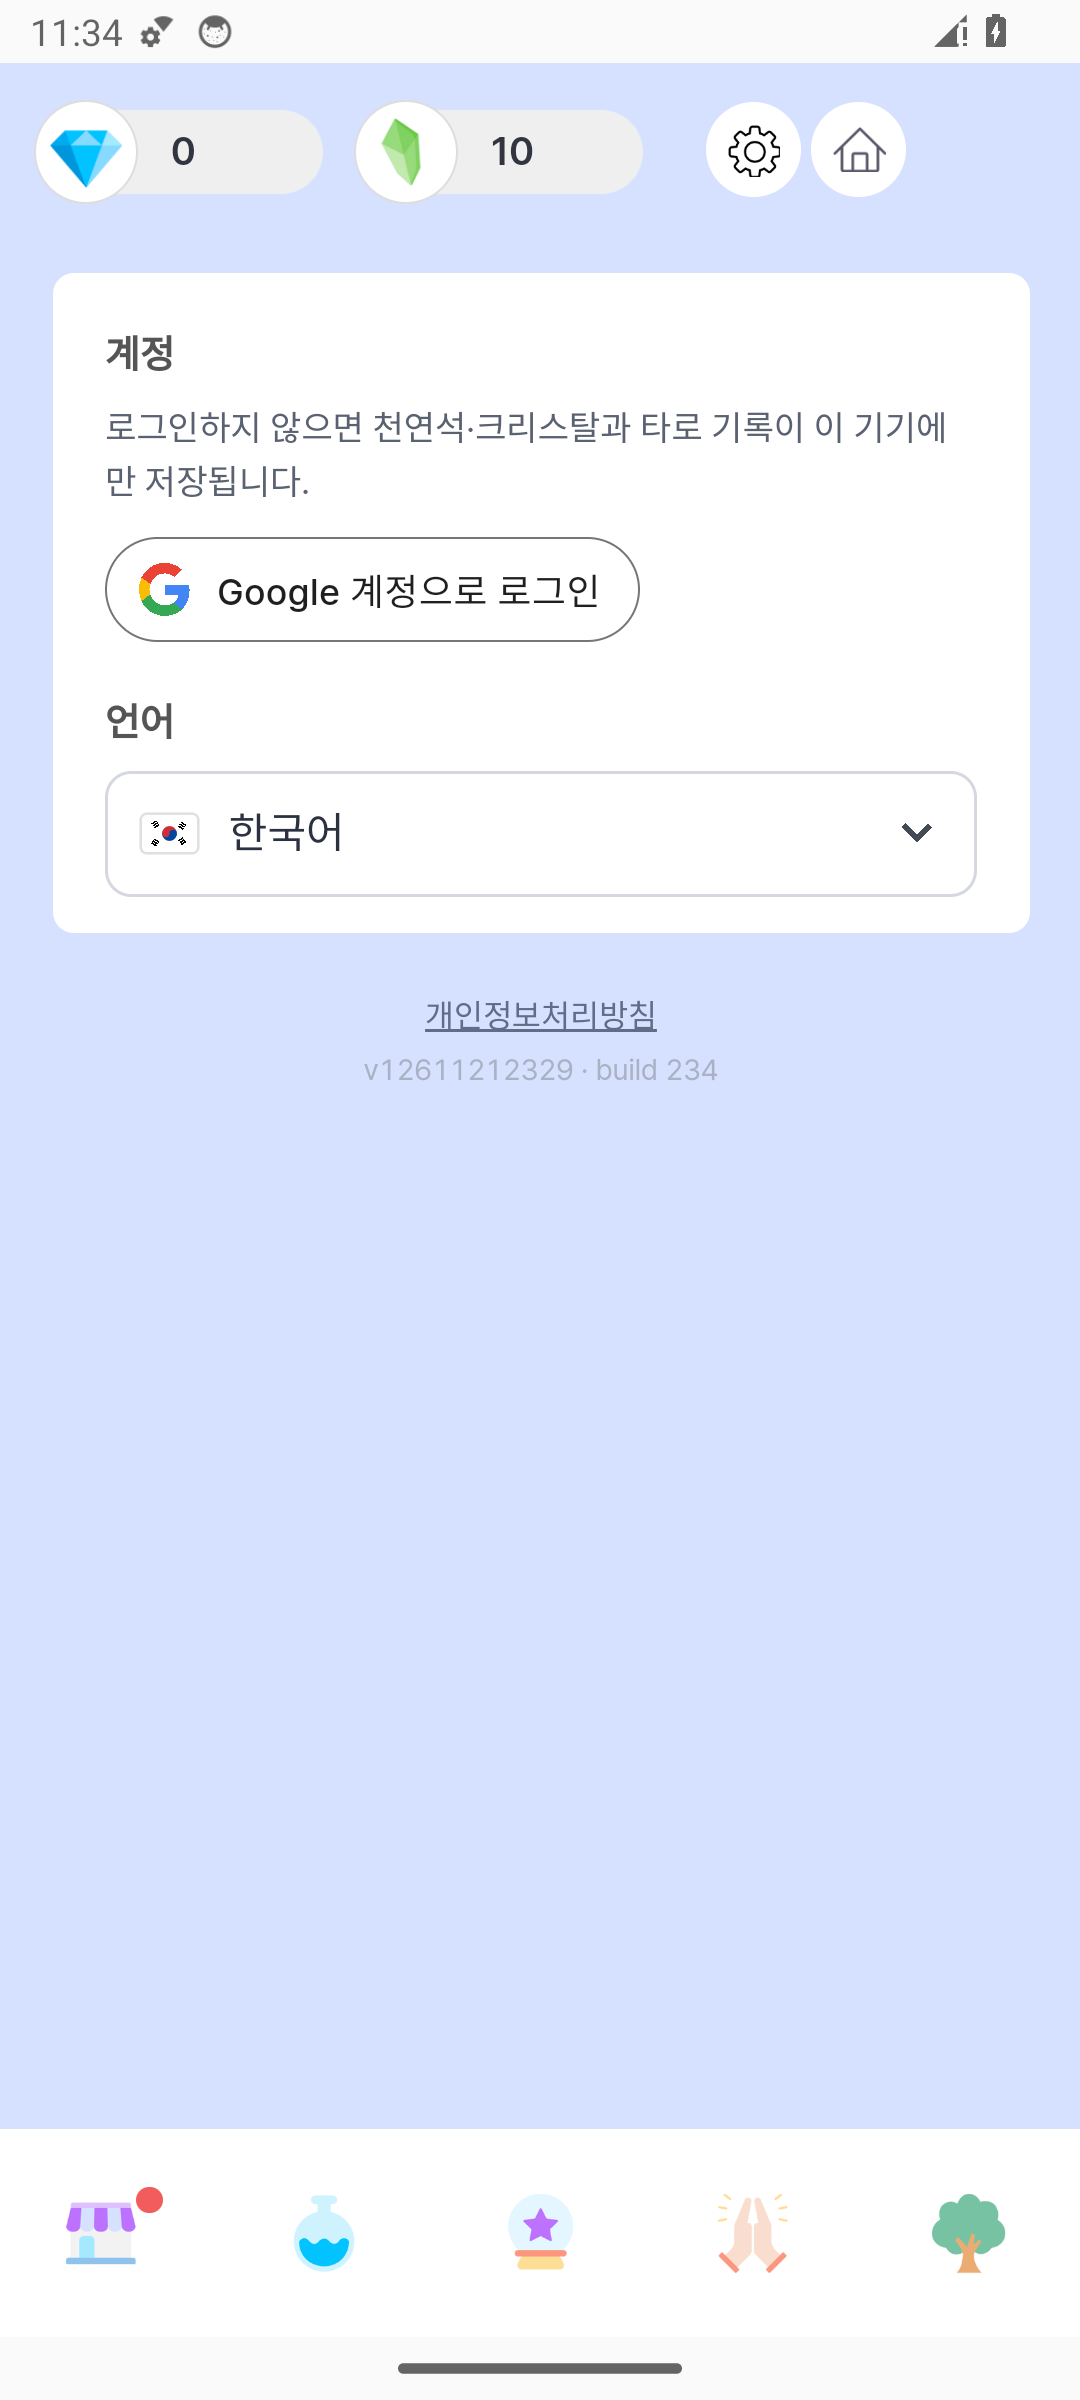 11:34
0
10
계정
로그인하지 않으면 천연석·크리스탈과 타로 기록이 이 기기에
만 저장됩니다.
Google 계정으로 로그인
언어
한국어
개인정보처리방침
v12611212329 · build 234